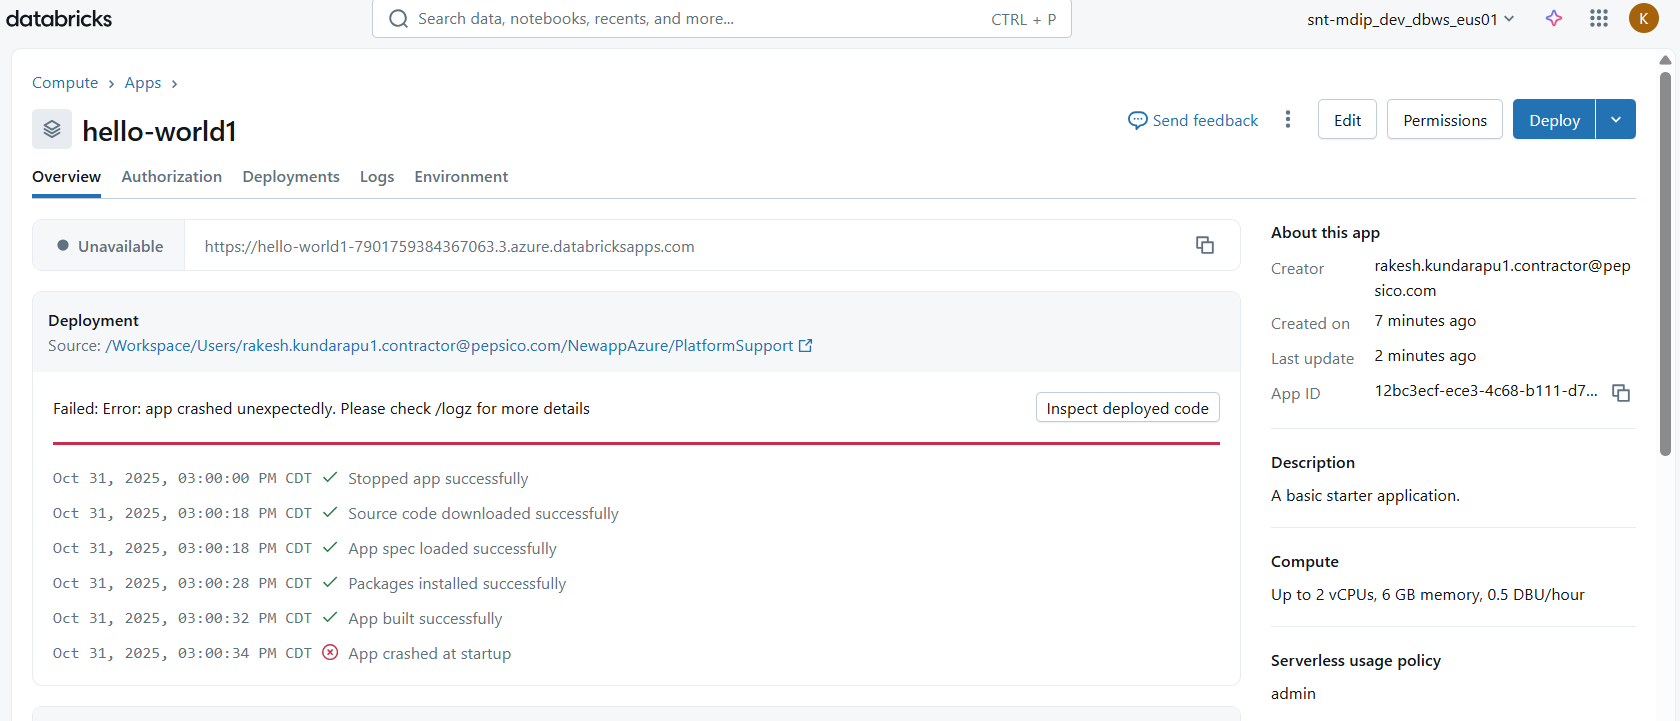 databricks
Search data, notebooks, recents, and more...
CTRL + P
snt-mdip_dev_dbws_eus01
K
Compute > Apps >
hello-world1
Send feedback
Edit
Permissions
Deploy
Overview
Authorization
Deployments
Logs
Environment
Unavailable
https://hello-world1-7901759384367063.3.azure.databricksapps.com
Deployment
Source: /Workspace/Users/rakesh.kundarapu1.contractor@pepsico.com/NewappAzure/PlatformSupport
Failed: Error: app crashed unexpectedly. Please check /logz for more details
Inspect deployed code
Oct 31, 2025, 03:00:00 PM CDT Stopped app successfully
Oct 31, 2025, 03:00:18 PM CDT Source code downloaded successfully
Oct 31, 2025, 03:00:18 PM CDT App spec loaded successfully
Oct 31, 2025, 03:00:28 PM CDT Packages installed successfully
Oct 31, 2025, 03:00:32 PM CDT App built successfully
Oct 31, 2025, 03:00:34 PM CDT App crashed at startup
About this app
Creator
rakesh.kundarapu1.contractor@pep
sico.com
Created on
7 minutes ago
Last update
2 minutes ago
App ID
12bc3ecf-ece3-4c68-b111-d7...
Description
A basic starter application.
Compute
Up to 2 vCPUs, 6 GB memory, 0.5 DBU/hour
Serverless usage policy
admin